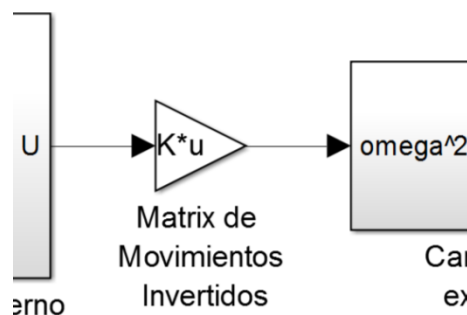 U
K*u
omega^2
Matrix de
Movimientos
Invertidos